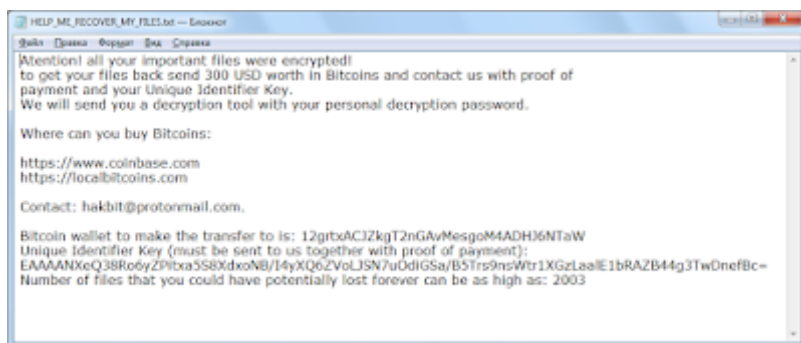 HELP_ME_RECOVER_MY_FILES.txt — Блокнот
Файл Правка Формат Вид Справка
Atention! all your important files were encrypted!
to get your files back send 300 USD worth in Bitcoins and contact us with proof of
payment and your Unique Identifier Key.
We will send you a decryption tool with your personal decryption password.
Where can you buy Bitcoins:
https://www.coinbase.com
https://localbitcoins.com
Contact: hakbit@protonmail.com.
Bitcoin wallet to make the transfer to is:
Unique Identifier Key (must be sent to us together with proof of payment):
Number of files that you could have potentially lost forever can be as high as: 2003